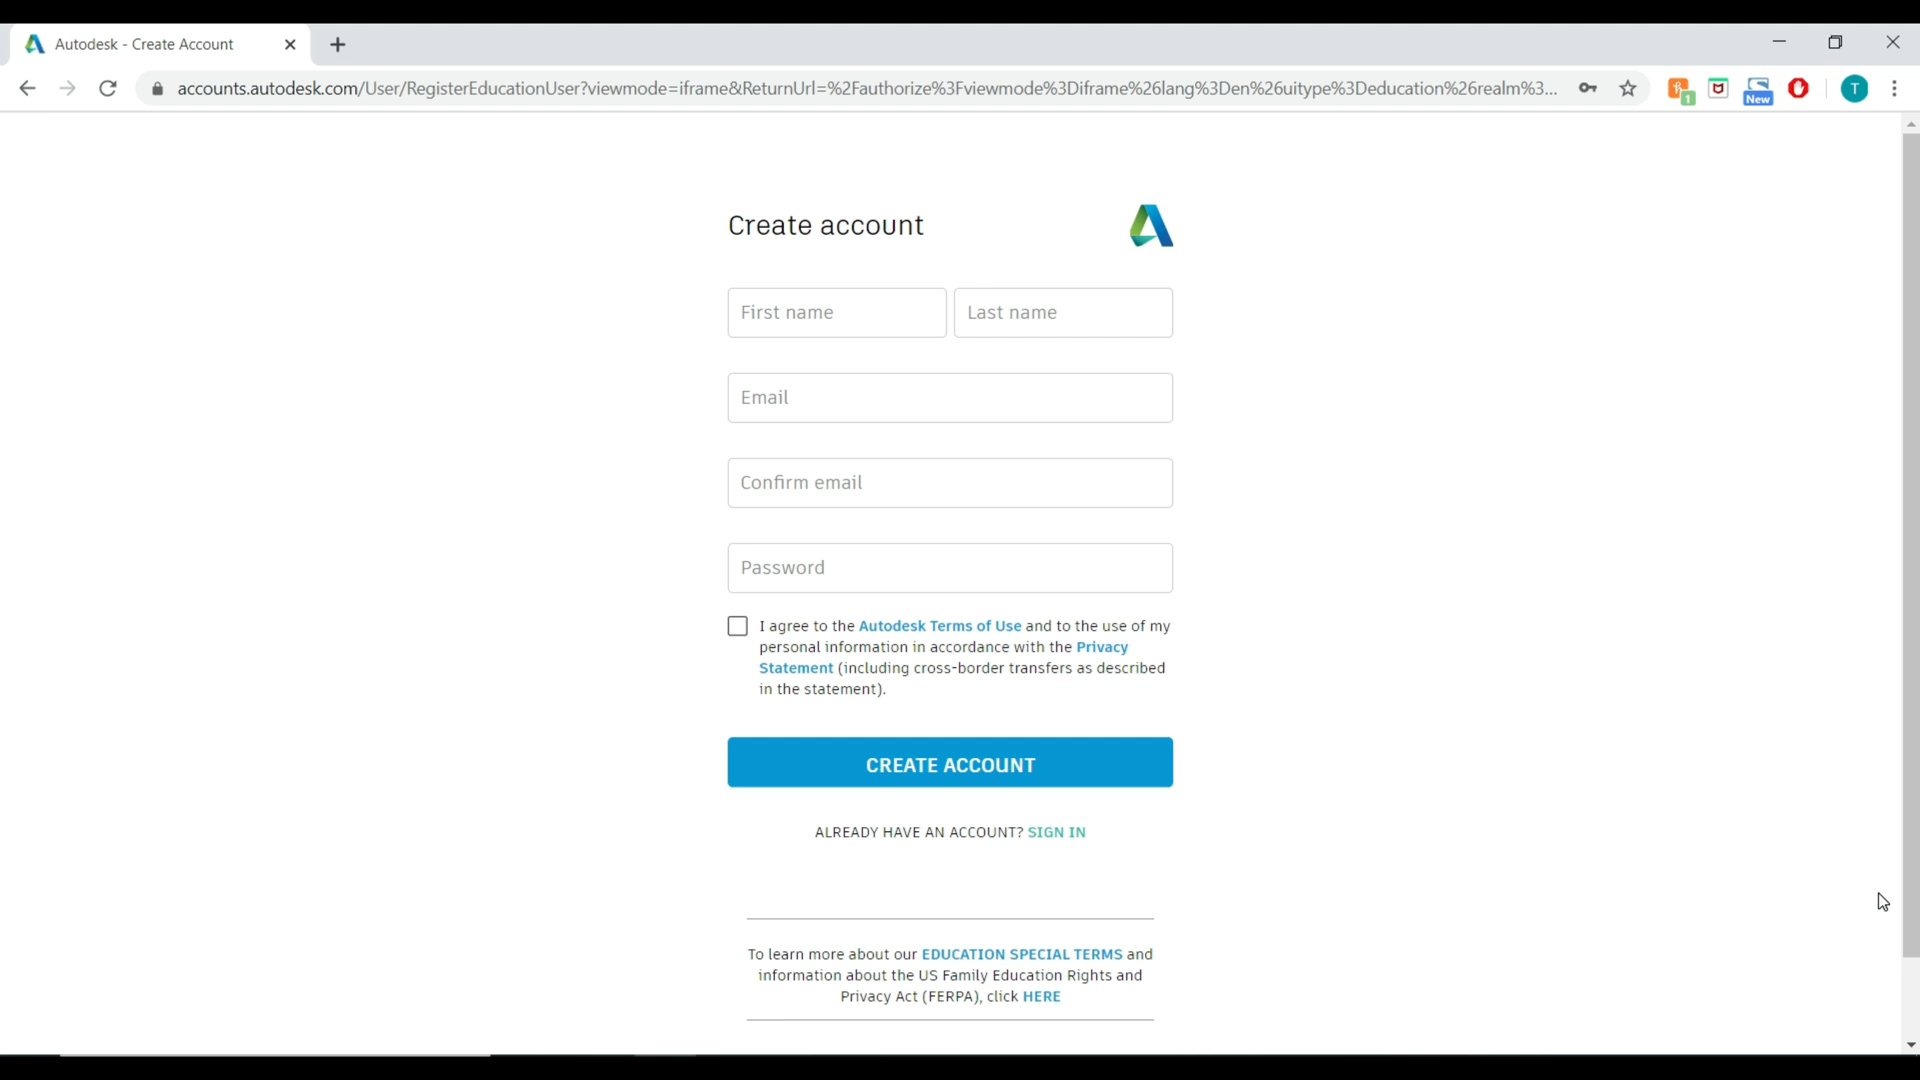 Autodesk - Create Account
accounts.autodesk.com/User/RegisterEducationUser?viewmode=iframe&ReturnUrl=%2Fauthorize%3Fviewmode%3Diframe%26lang%3Den%26uitype%3Deducation%26realm%3...
1
New
T
Create account
First name
Last name
Email
Confirm email
Password
I agree to the Autodesk Terms of Use and to the use of my
personal information in accordance with the Privacy
Statement (including cross-border transfers as described
in the statement).
CREATE ACCOUNT
ALREADY HAVE AN ACCOUNT? SIGN IN
To learn more about our EDUCATION SPECIAL TERMS and
information about the US Family Education Rights and
Privacy Act (FERPA), click HERE